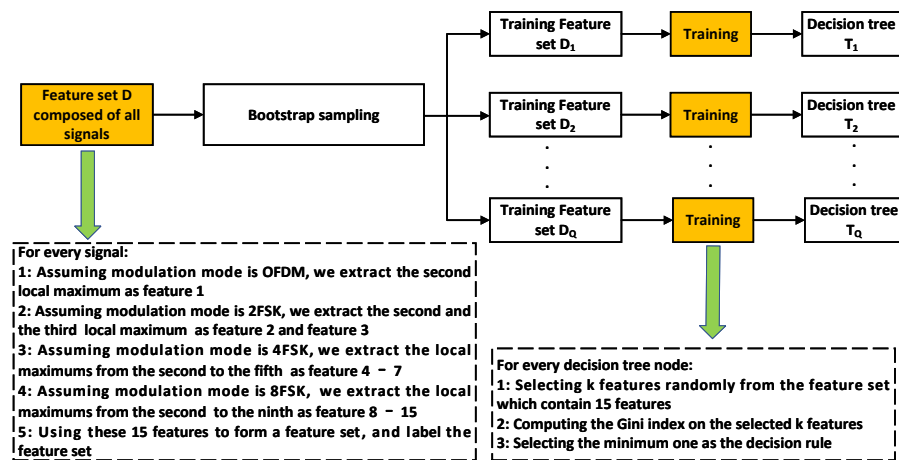 Feature set D
composed of all
signals
Bootstrap sampling
Training Feature
set D₁
Training
Decision tree
T₁
Training Feature
set D₂
Training
Decision tree
T₂
Training Feature
set D_Q
Training
Decision tree
T_Q
For every signal:
1: Assuming modulation mode is OFDM, we extract the second
local maximum as feature 1
2: Assuming modulation mode is 2FSK, we extract the second and
the third local maximum as feature 2 and feature 3
3: Assuming modulation mode is 4FSK, we extract the local
maximums from the second to the fifth as feature 4 – 7
4: Assuming modulation mode is 8FSK, we extract the local
maximums from the second to the ninth as feature 8 – 15
5: Using these 15 features to form a feature set, and label the
feature set
For every decision tree node:
1: Selecting k features randomly from the feature set
which contain 15 features
2: Computing the Gini index on the selected k features
3: Selecting the minimum one as the decision rule